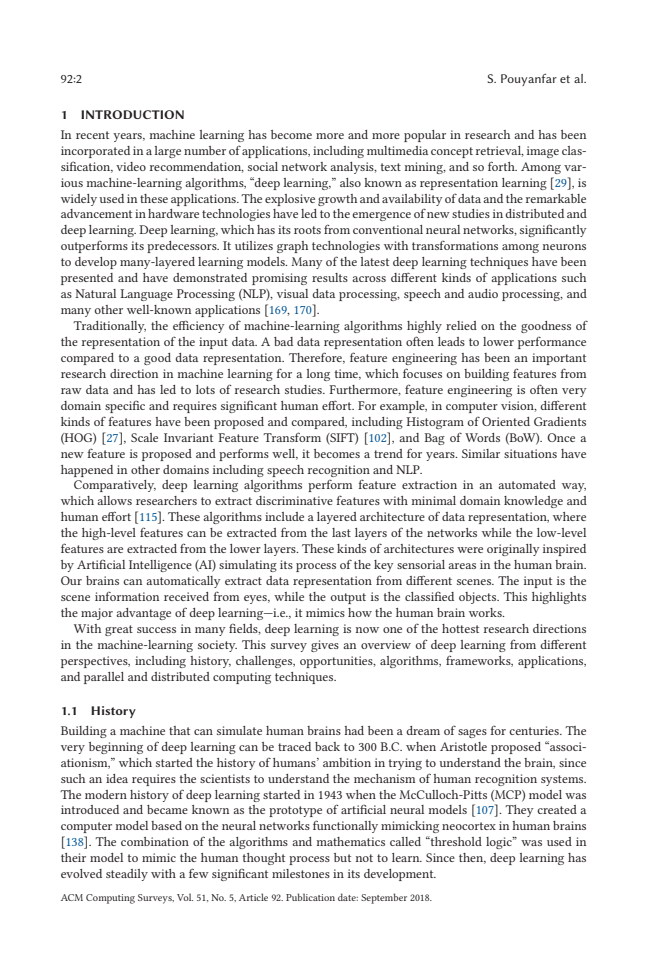 92:2 S. Pouyanfar et al.
1 INTRODUCTION
In recent years, machine learning has become more and more popular in research and has been
incorporated in a large number of applications, including multimedia concept retrieval, image clas-
sification, video recommendation, social network analysis, text mining, and so forth. Among var-
ious machine-learning algorithms, “deep learning,” also known as representation learning [29], is
widely used in these applications. The explosive growth and availability of data and the remarkable
advancement in hardware technologies have led to the emergence of new studies in distributed and
deep learning. Deep learning, which has its roots from conventional neural networks, significantly
outperforms its predecessors. It utilizes graph technologies with transformations among neurons
to develop many-layered learning models. Many of the latest deep learning techniques have been
presented and have demonstrated promising results across different kinds of applications such
as Natural Language Processing (NLP), visual data processing, speech and audio processing, and
many other well-known applications [169, 170].
Traditionally, the efficiency of machine-learning algorithms highly relied on the goodness of
the representation of the input data. A bad data representation often leads to lower performance
compared to a good data representation. Therefore, feature engineering has been an important
research direction in machine learning for a long time, which focuses on building features from
raw data and has led to lots of research studies. Furthermore, feature engineering is often very
domain specific and requires significant human effort. For example, in computer vision, different
kinds of features have been proposed and compared, including Histogram of Oriented Gradients
(HOG) [27], Scale Invariant Feature Transform (SIFT) [102], and Bag of Words (BoW). Once a
new feature is proposed and performs well, it becomes a trend for years. Similar situations have
happened in other domains including speech recognition and NLP.
Comparatively, deep learning algorithms perform feature extraction in an automated way,
which allows researchers to extract discriminative features with minimal domain knowledge and
human effort [115]. These algorithms include a layered architecture of data representation, where
the high-level features can be extracted from the last layers of the networks while the low-level
features are extracted from the lower layers. These kinds of architectures were originally inspired
by Artificial Intelligence (AI) simulating its process of the key sensorial areas in the human brain.
Our brains can automatically extract data representation from different scenes. The input is the
scene information received from eyes, while the output is the classified objects. This highlights
the major advantage of deep learning—i.e., it mimics how the human brain works.
With great success in many fields, deep learning is now one of the hottest research directions
in the machine-learning society. This survey gives an overview of deep learning from different
perspectives, including history, challenges, opportunities, algorithms, frameworks, applications,
and parallel and distributed computing techniques.
1.1 History
Building a machine that can simulate human brains had been a dream of sages for centuries. The
very beginning of deep learning can be traced back to 300 B.C. when Aristotle proposed “associ-
ationism,” which started the history of humans’ ambition in trying to understand the brain, since
such an idea requires the scientists to understand the mechanism of human recognition systems.
The modern history of deep learning started in 1943 when the McCulloch-Pitts (MCP) model was
introduced and became known as the prototype of artificial neural models [107]. They created a
computer model based on the neural networks functionally mimicking neocortex in human brains
[138]. The combination of the algorithms and mathematics called “threshold logic” was used in
their model to mimic the human thought process but not to learn. Since then, deep learning has
evolved steadily with a few significant milestones in its development.
ACM Computing Surveys, Vol. 51, No. 5, Article 92. Publication date: September 2018.